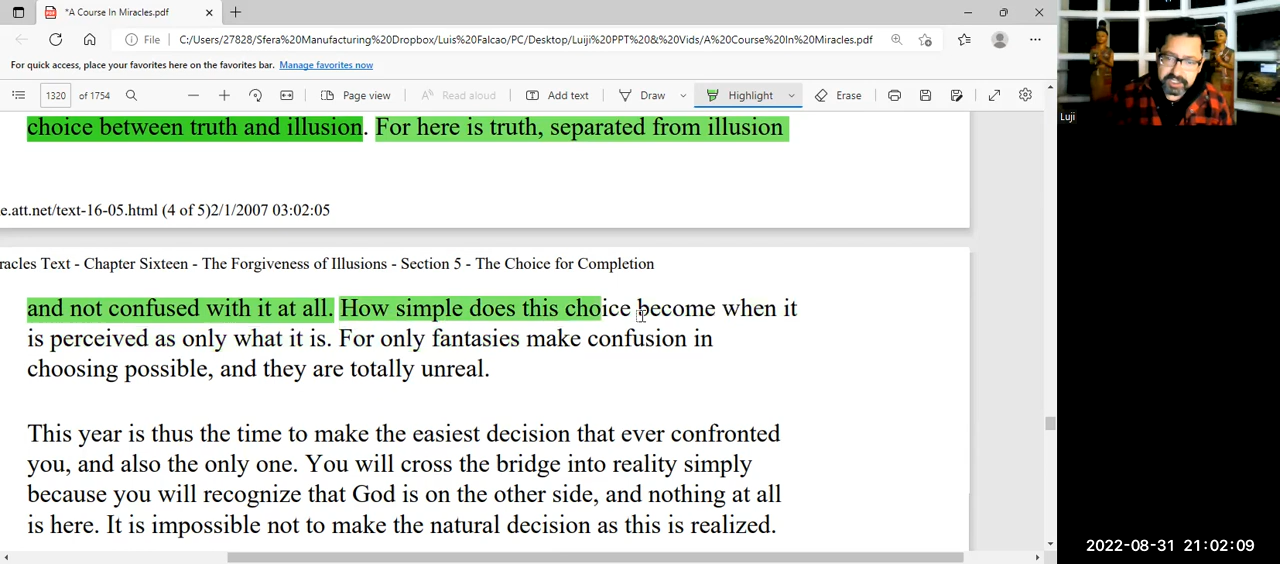 *A Course In Miracles.pdf
File
C:/Users/27828/Sfera%20Manufacturing%20Dropbox/Luis%20Falc/PC/Desktop/Luiji%20PPT%20&%20Vids/A%20Course%20In%20Miracles.pdf
For quick access, place your favorites here on the favorites bar. Manage favorites now
1320 of 1754
Page view
Read aloud
Add text
Draw
Highlight
Erase
choice between truth and illusion. For here is truth, separated from illusion
e.att.net/text-16-05.html (4 of 5)2/1/2007 03:02:05
racles Text - Chapter Sixteen - The Forgiveness of Illusions - Section 5 - The Choice for Completion
and not confused with it at all. How simple does this choice become when it
is perceived as only what it is. For only fantasies make confusion in
choosing possible, and they are totally unreal.
This year is thus the time to make the easiest decision that ever confronted
you, and also the only one. You will cross the bridge into reality simply
because you will recognize that God is on the other side, and nothing at all
is here. It is impossible not to make the natural decision as this is realized.
Luji
2022-08-31 21:02:09